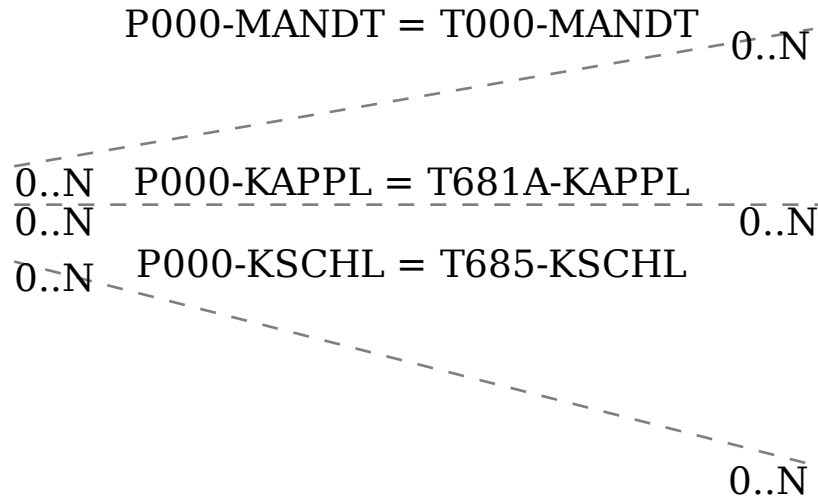 P000-MANDT = T000-MANDT
0..N
0..N
P000-KAPPL = T681A-KAPPL
0..N
0..N
0..N
P000-KSCHL = T685-KSCHL
0..N